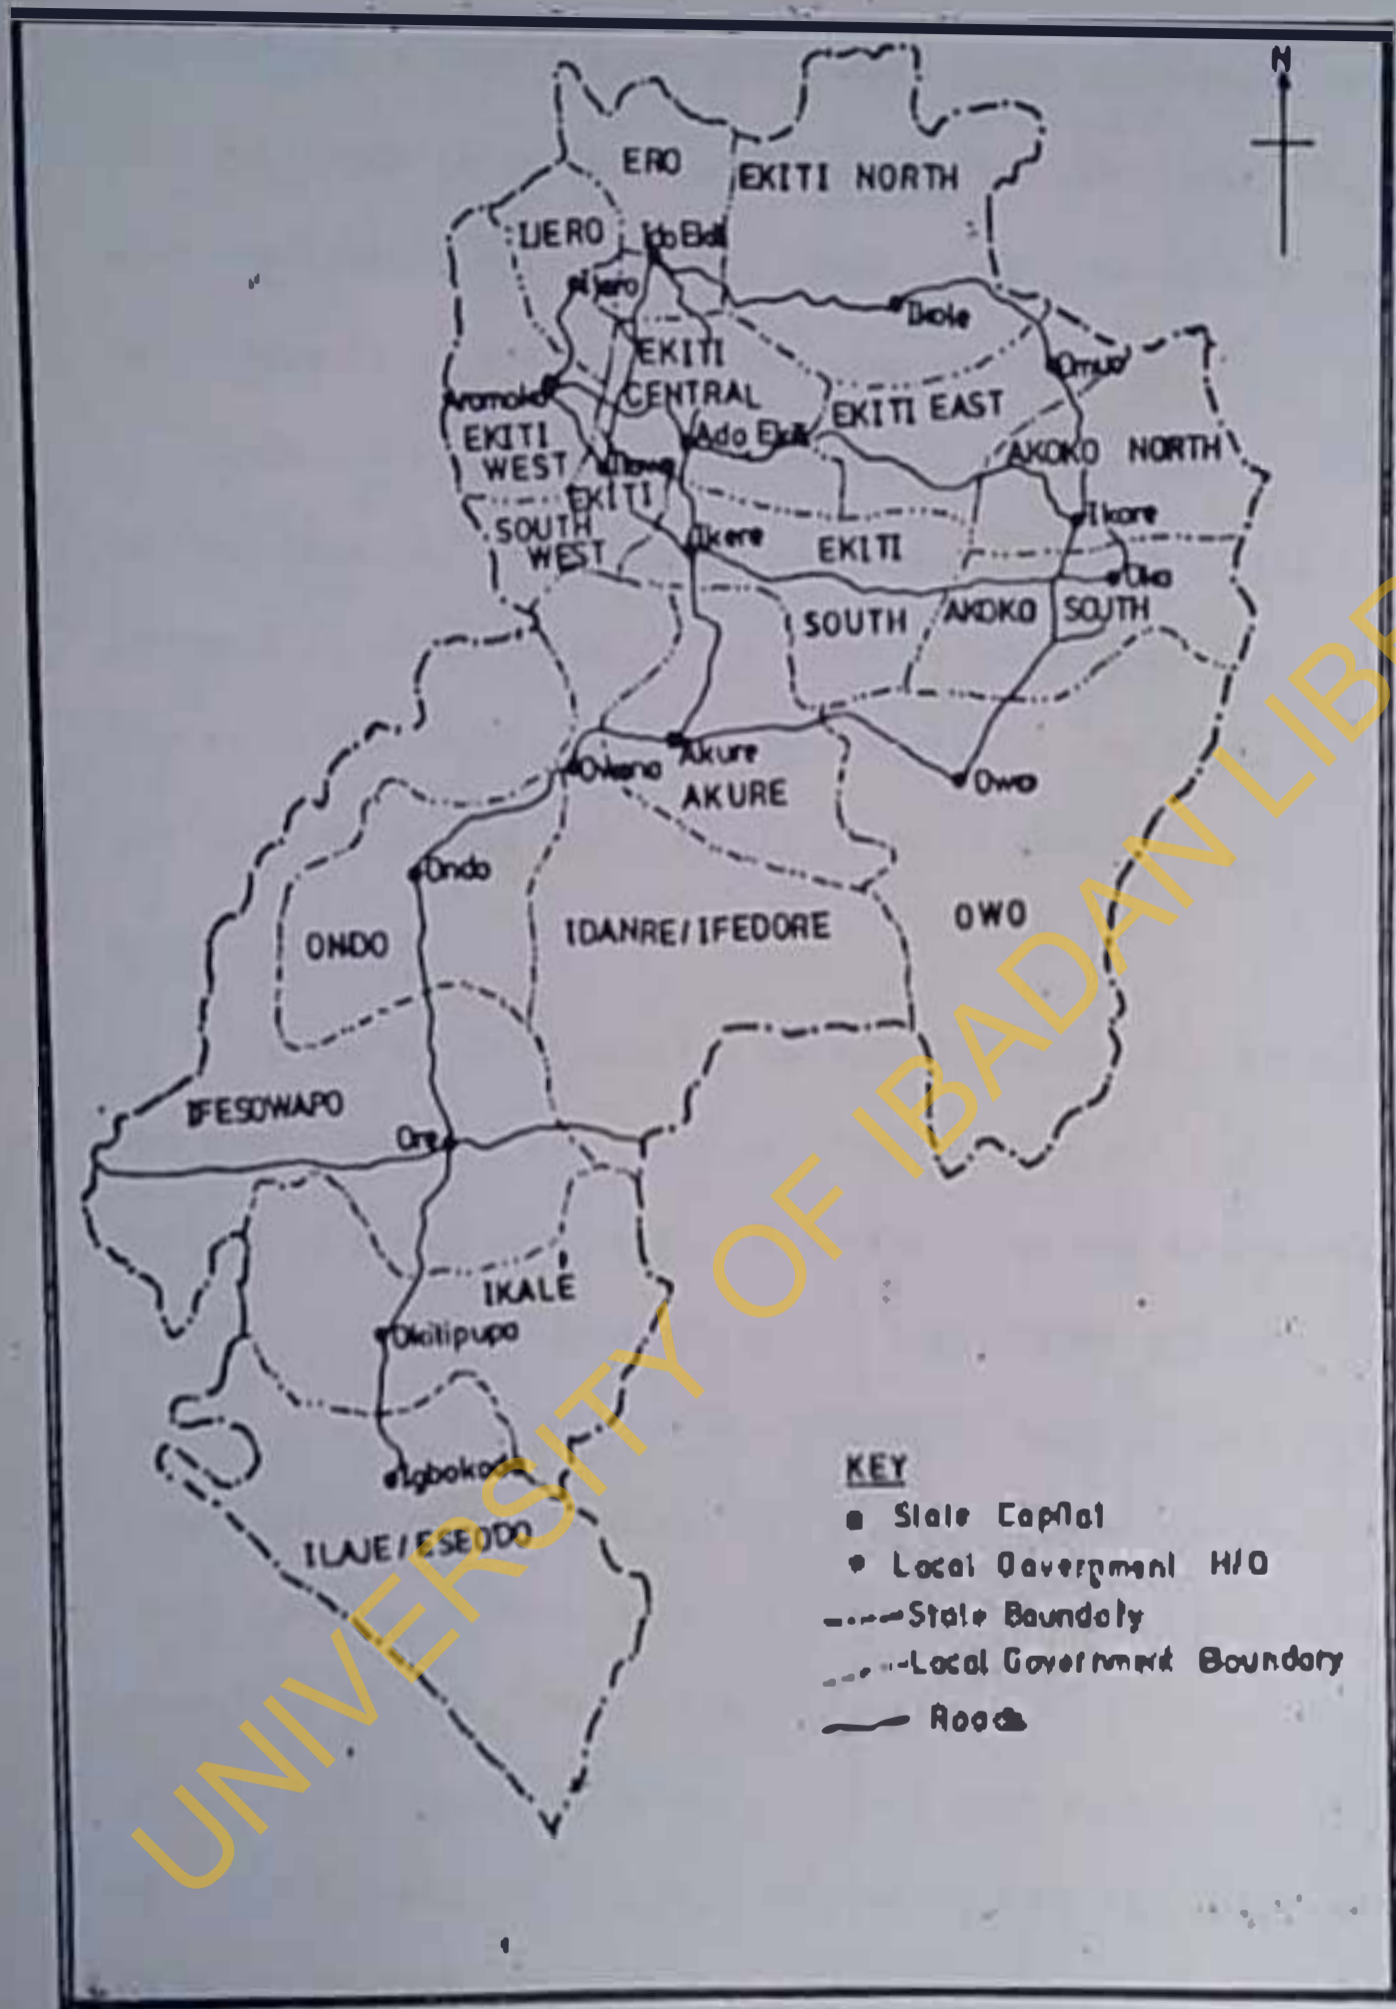 N
ERO
EKITI NORTH
IJERO
Ido Ekiti
Ijero
Ikole
EKITI
CENTRAL
Omuo
Aromoko
EKITI EAST
EKITI
WEST
Ado Ekiti
AKOKO NORTH
EKITI
SOUTH
WEST
Ikere
EKITI
SOUTH
Ikare
Oka
AKOKO SOUTH
Akure
AKURE
Owo
Ondo
ONDO
IDANRE/IFEDORE
OWO
IFESOWAPO
Ore
IKALE
Okitipupa
Igbokoda
ILAJE/ESEODO
KEY
State Capital
Local Government H/Q
State Boundary
Local Government Boundary
Roads
UNIVERSITY OF IBADAN